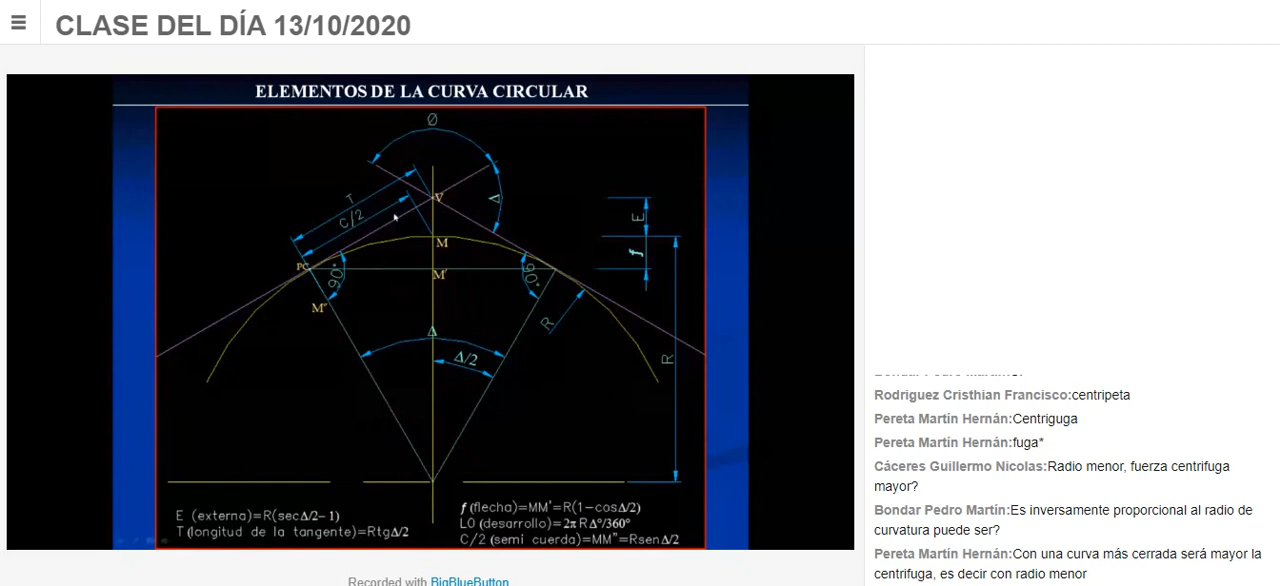 CLASE DEL DÍA 13/10/2020
ELEMENTOS DE LA CURVA CIRCULAR
Ø
T
C/2
V
Δ
E
M
f
PC
90°
M'
90°
M"
R
Δ
Δ/2
R
E (externa)=R(secΔ/2-1)
T (longitud de la tangente)=RtgΔ/2
f (flecha)=MM'=R(1-cosΔ/2)
LO (desarrollo)=2π RΔ°/360°
C/2 (semi cuerda)=MM"=RsenΔ/2
Recorded with BigBlueButton
Rodriguez Cristhian Francisco:centripeta
Pereta Martín Hernán:Centriguga
Pereta Martín Hernán:fuga*
Cáceres Guillermo Nicolas:Radio menor, fuerza centrifuga
mayor?
Bondar Pedro Martin:Es inversamente proporcional al radio de
curvatura puede ser?
Pereta Martín Hernán:Con una curva más cerrada será mayor la
centrifuga, es decir con radio menor